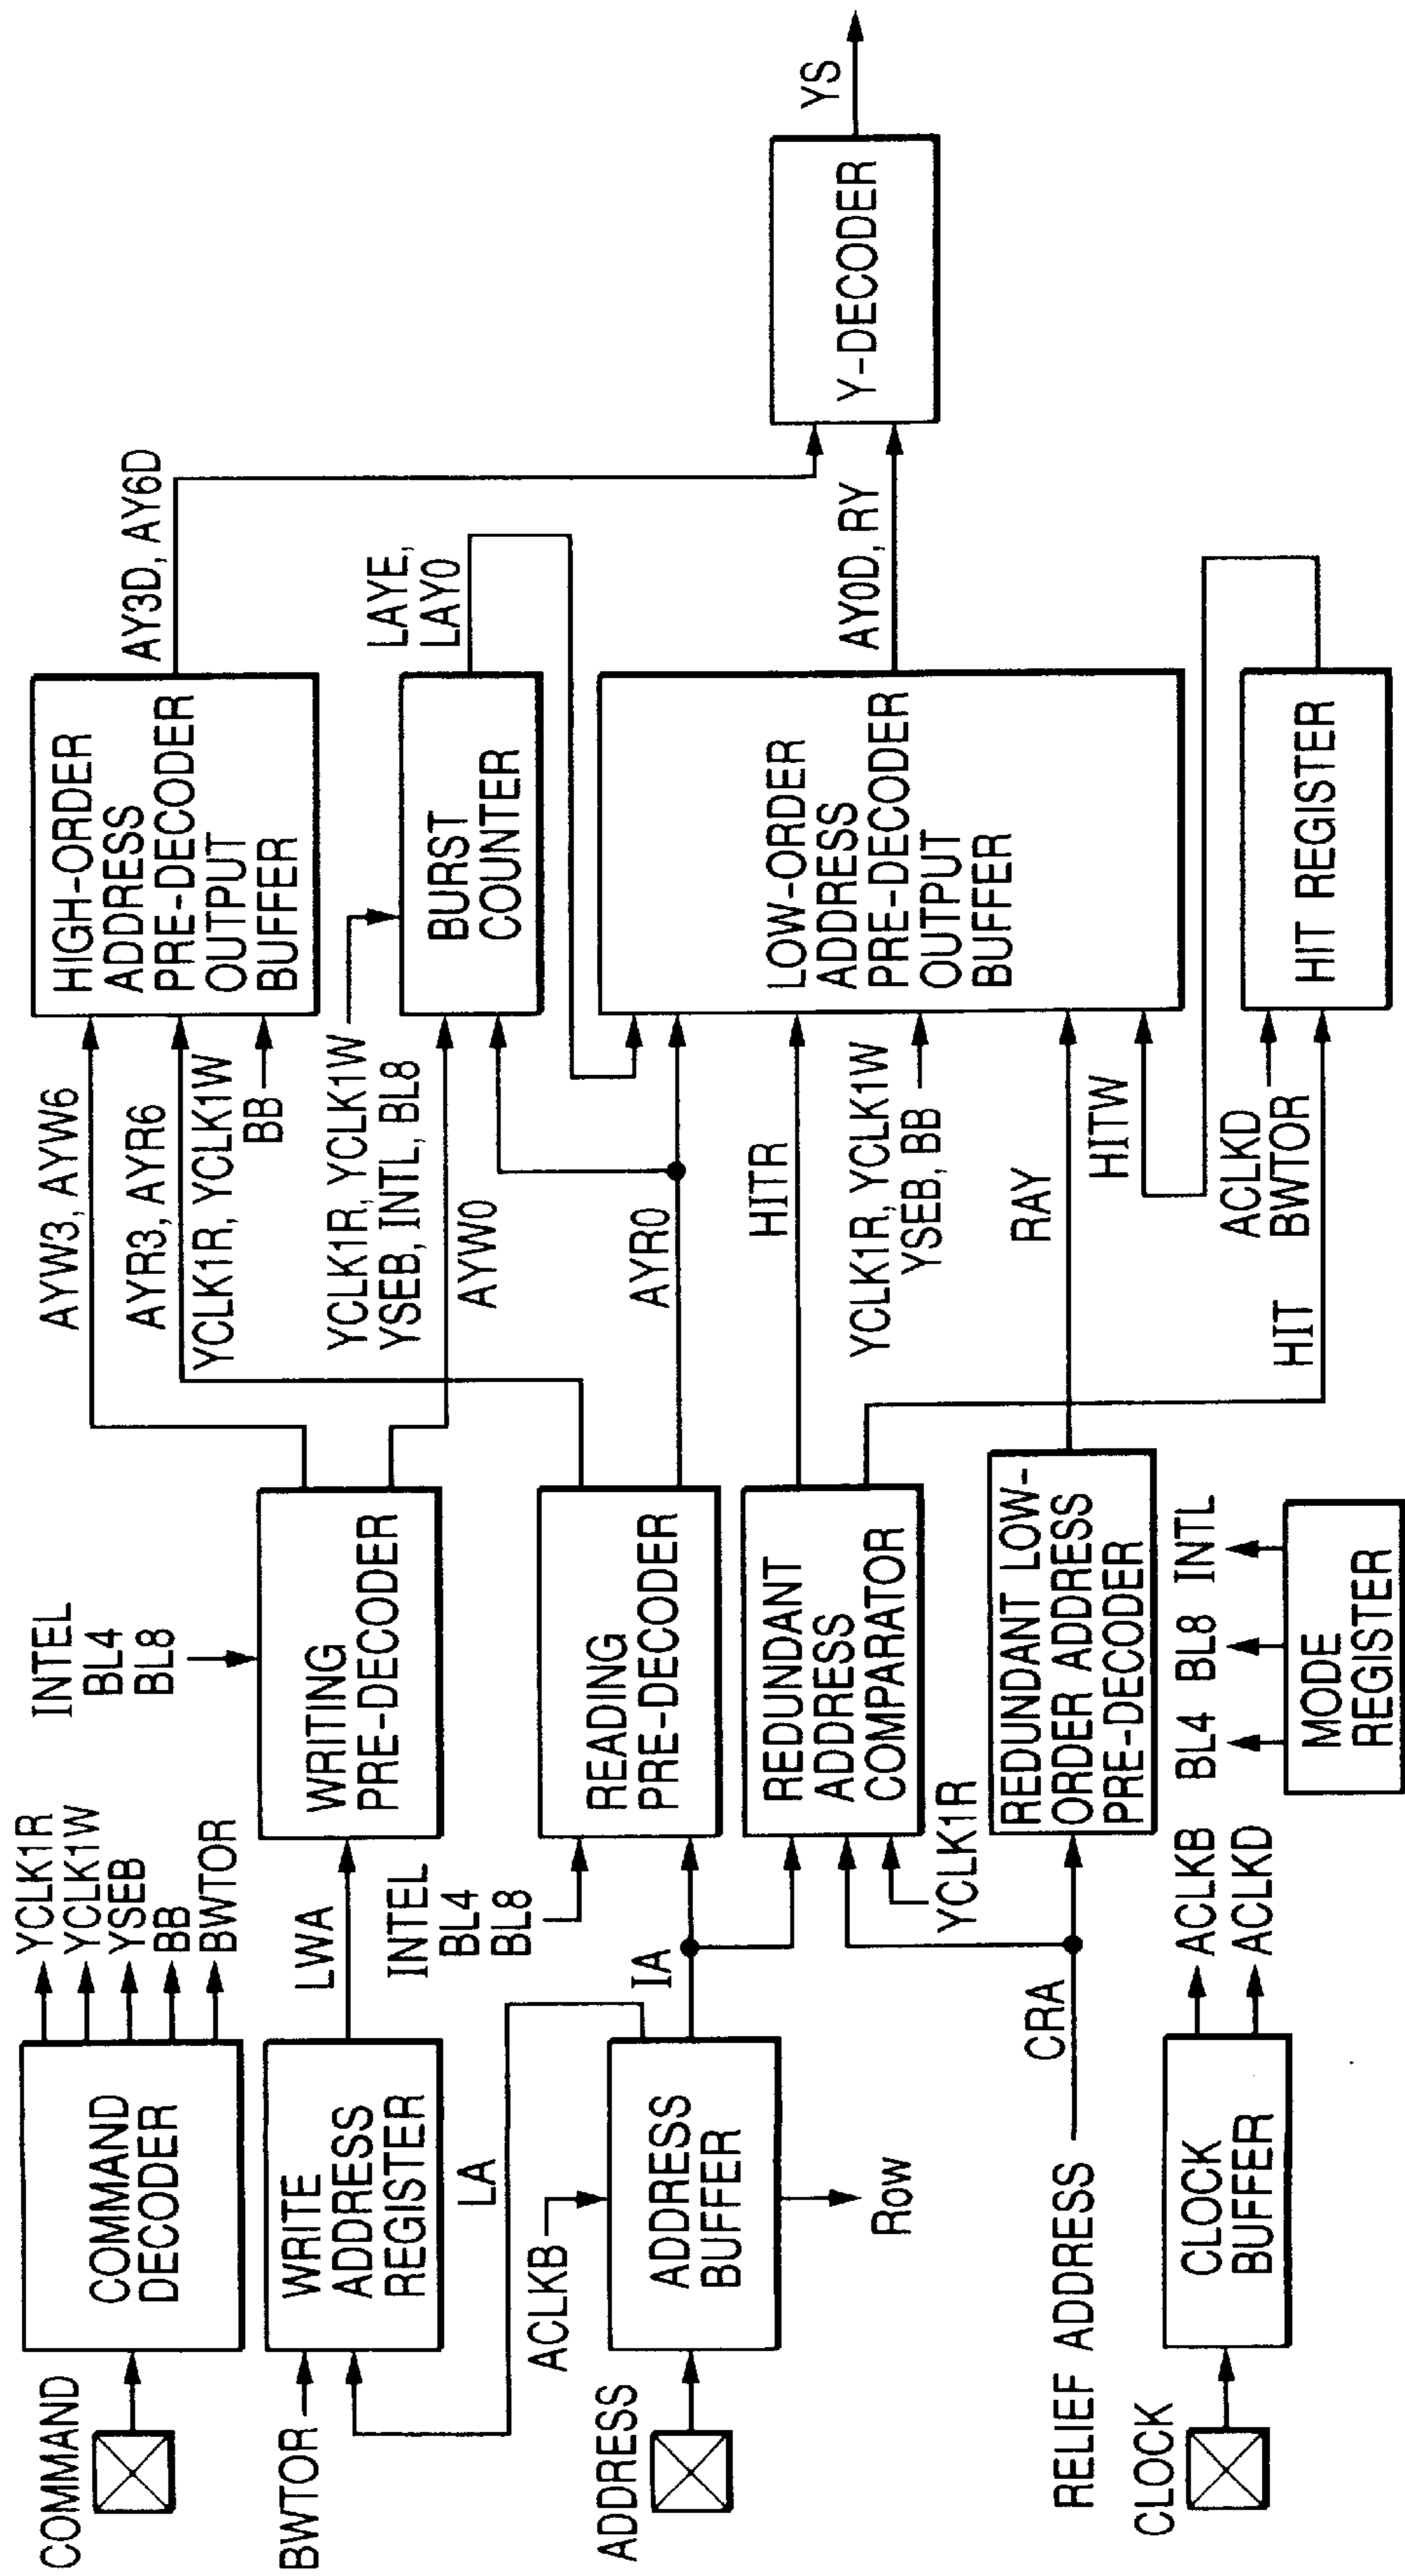 COMMAND
COMMAND
DECODER
YCLK1R
YCLK1W
YSEB
BB
BWTOR
BWTOR
WRITE
ADDRESS
REGISTER
LWA
INTEL
BL4
BL8
WRITING
PRE-DECODER
AYW3, AYW6
AYR3, AYR6
YCLK1R, YCLK1W
BB
HIGH-ORDER
ADDRESS
PRE-DECODER
OUTPUT
BUFFER
AY3D, AY6D
YCLK1R, YCLK1W
YSEB, INTL, BL8
AYW0
BURST
COUNTER
LAYE,
LAY0
LA
ADDRESS
ACLKB
ADDRESS
BUFFER
Row
IA
INTEL
BL4
BL8
READING
PRE-DECODER
AYR0
REDUNDANT
ADDRESS
COMPARATOR
YCLK1R
HITR
YCLK1R, YCLK1W
YSEB, BB
LOW-ORDER
ADDRESS
PRE-DECODER
OUTPUT
BUFFER
AY0D, RY
Y-DECODER
YS
RELIEF ADDRESS
CRA
REDUNDANT LOW-
ORDER ADDRESS
PRE-DECODER
RAY
HITW
ACLKD
BWTOR
HIT
HIT REGISTER
CLOCK
CLOCK
BUFFER
ACLKB
ACLKD
BL4 BL8 INTL
MODE
REGISTER